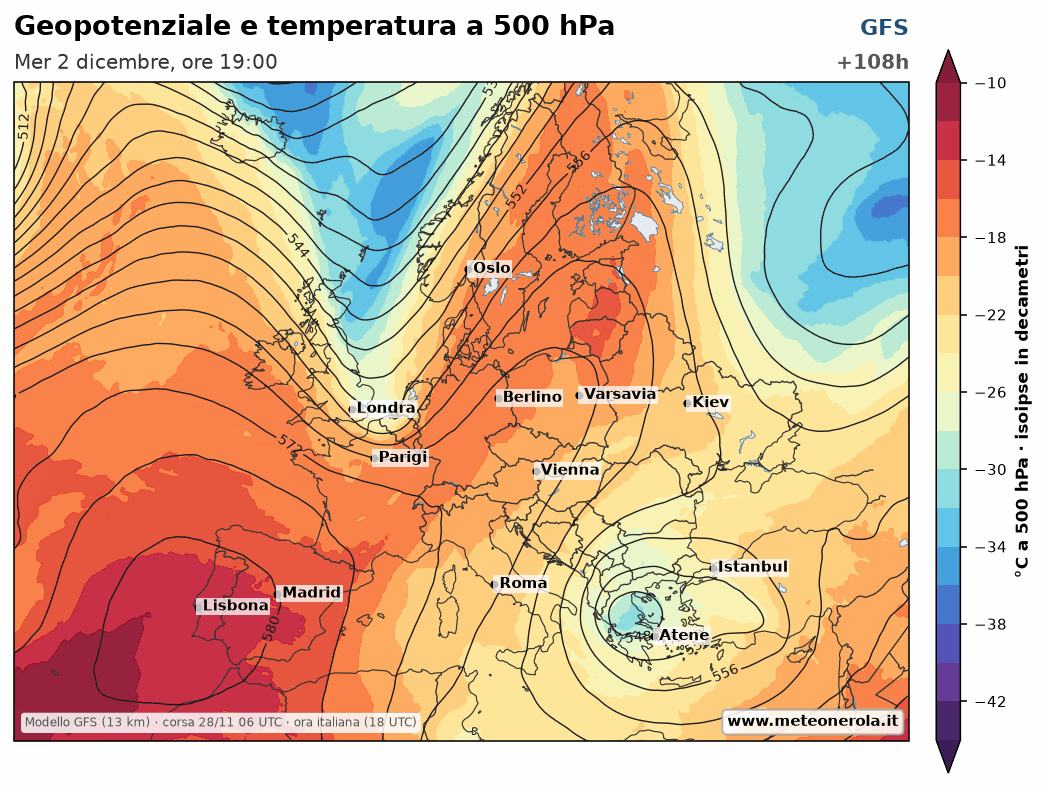 Geopotenziale e temperatura a 500 hPa
GFS
Mer 2 dicembre, ore 19:00
+108h
512
556
552
544
Oslo
Londra
Berlino
Varsavia
Kiev
572
Parigi
Vienna
Istanbul
Roma
Madrid
Lisbona
580
548
Atene
556
Modello GFS (13 km) · corsa 28/11 06 UTC · ora italiana (18 UTC)
www.meteonerola.it
−10
−14
−18
−22
−26
−30
−34
−38
−42
°C a 500 hPa · isoipse in decametri